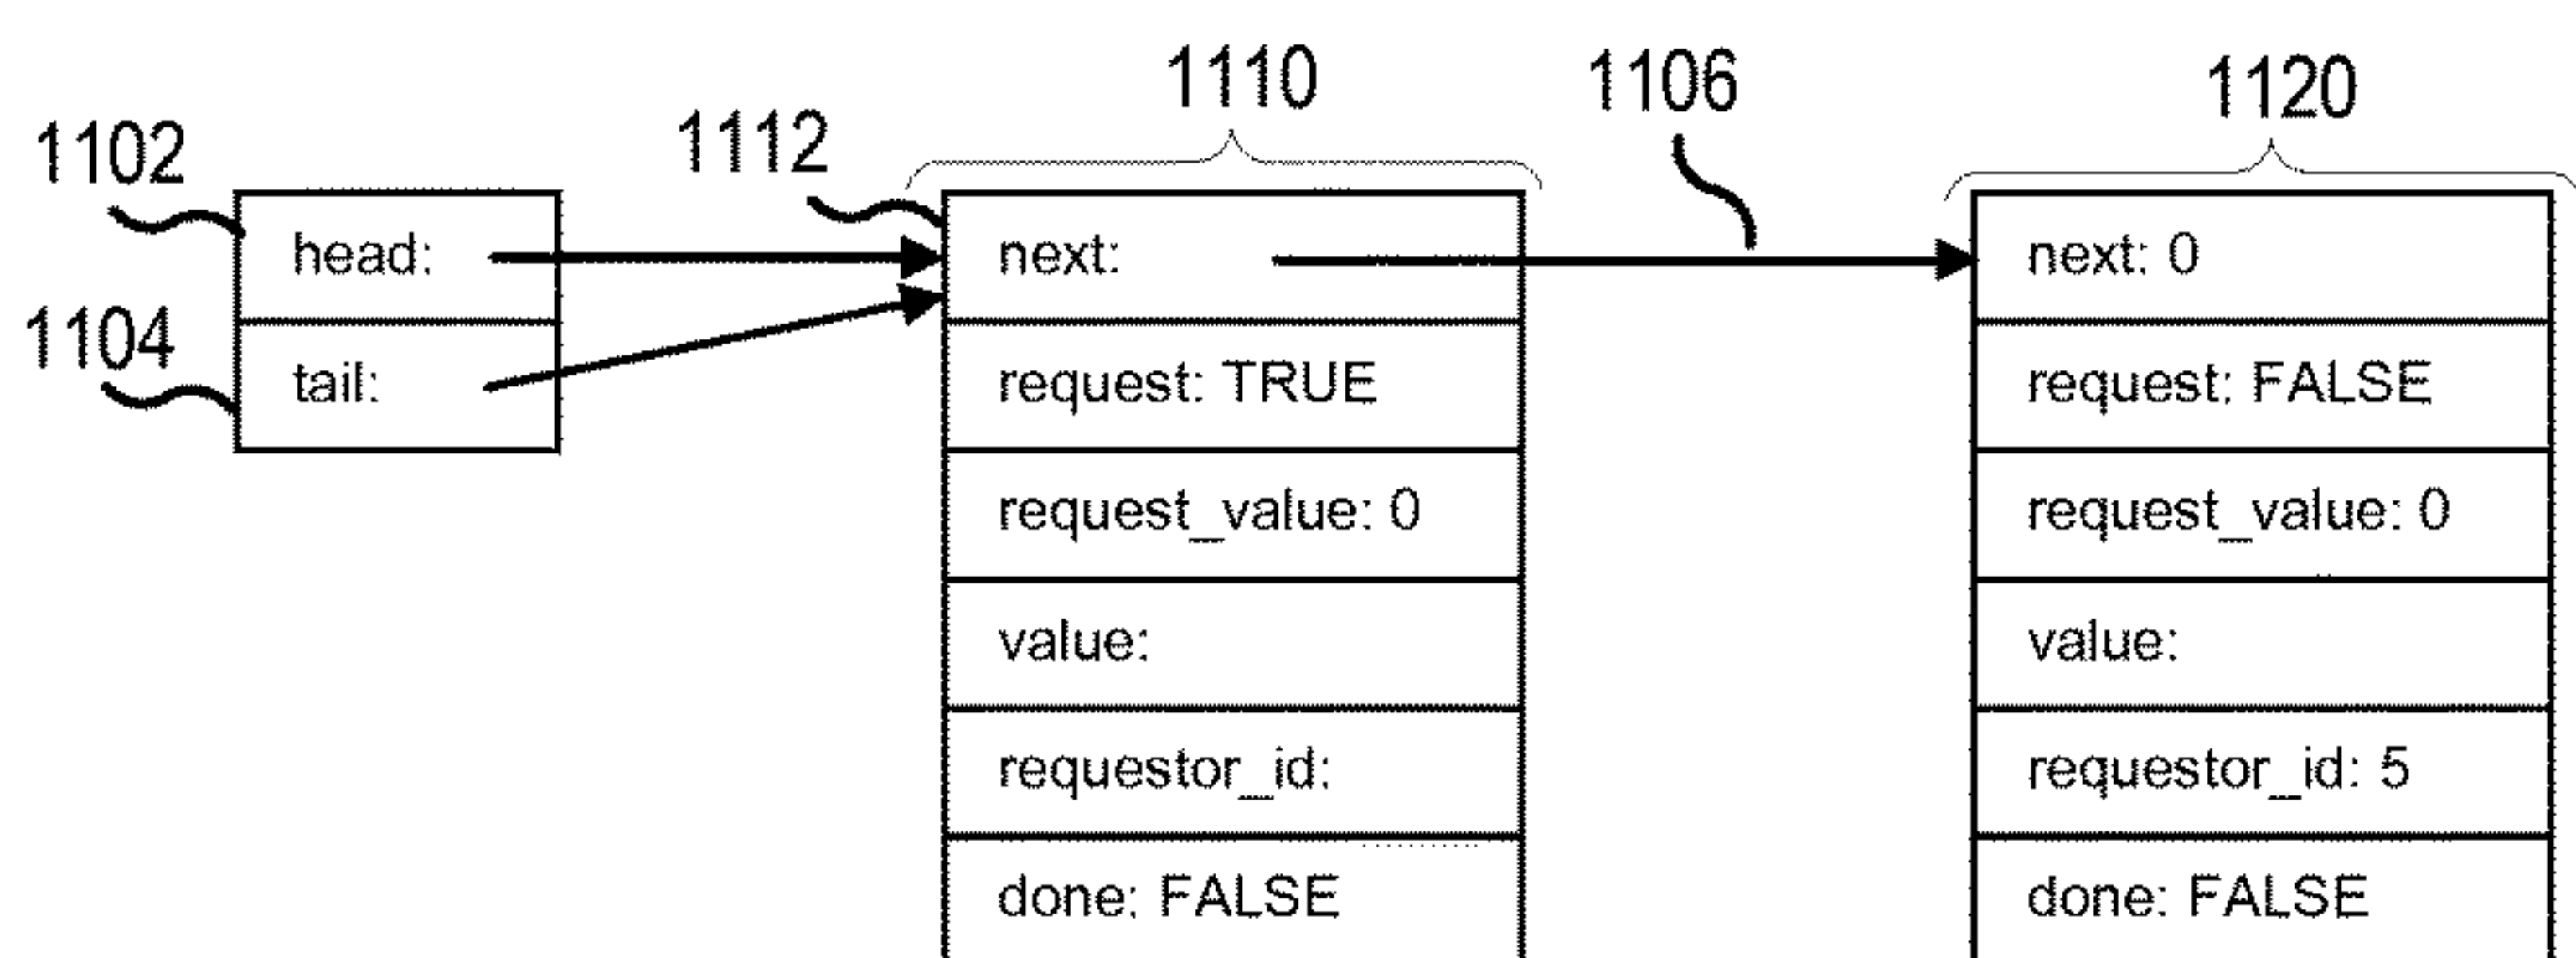 1110
1106
1120
1102
1112
head:
next:
next: 0
1104
tail:
request: TRUE
request: FALSE
request_value: 0
request_value: 0
value:
value:
requestor_id:
requestor_id: 5
done: FALSE
done: FALSE